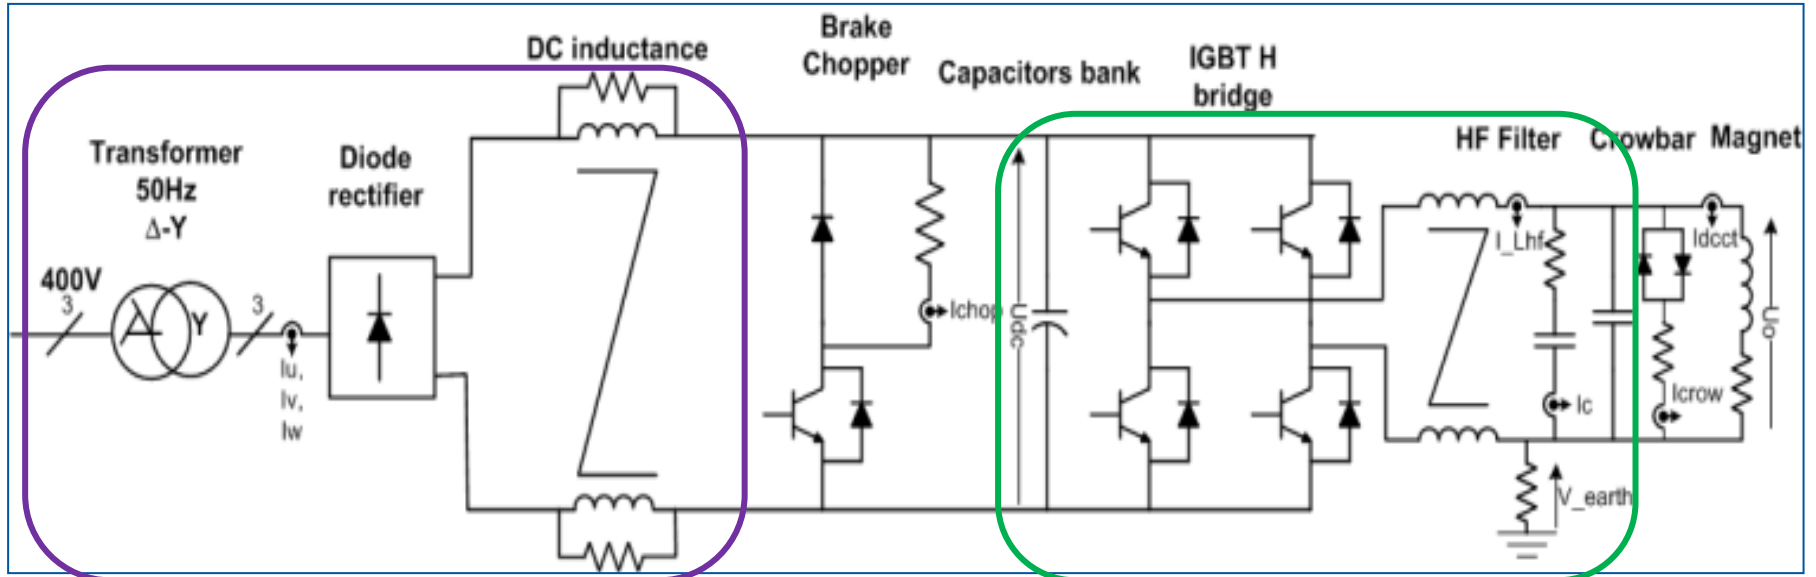 DC inductance
Brake
Chopper
Capacitors bank
IGBT H
bridge
HF Filter
Crowbar
Magnet
Transformer
50Hz
Δ-Y
Diode
rectifier
400V
3
Y
3
Iu,
Iv,
Iw
Ichop
Udc
I_Lhf
Idcct
Uo
Ic
Icrow
V_earth